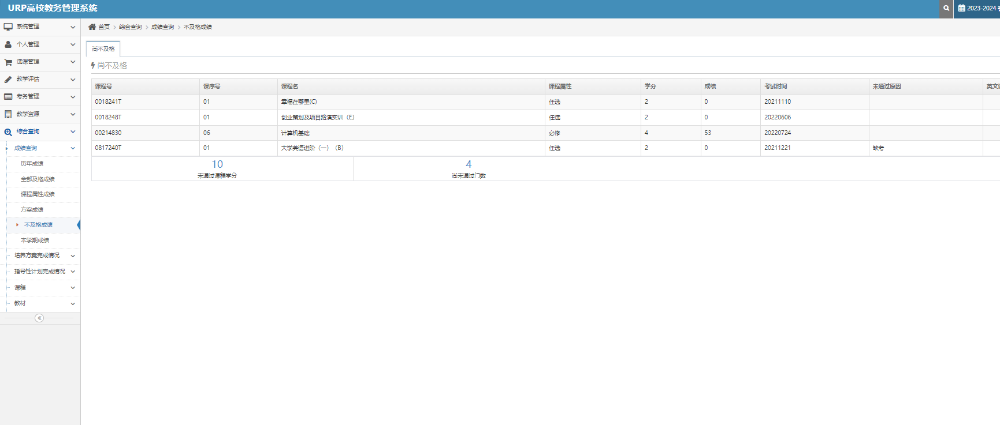 URP高校教务管理系统
2023-2024
系统管理
个人管理
选课管理
教学评估
考务管理
教学资源
综合查询
成绩查询
历年成绩
全部及格成绩
课程属性成绩
方案成绩
不及格成绩
本学期成绩
培养方案完成情况
指导性计划完成情况
课程
教材
首页 > 综合查询 > 成绩查询 > 不及格成绩
尚不及格
尚不及格
课程号 课序号 课程名 课程属性 学分 成绩 考试时间 未通过原因 英文
0018241T 01 幸福在哪里(C) 任选 2 0 20211110
0018248T 01 创业策划及项目路演实训（E） 任选 2 0 20220606
00214830 06 计算机基础 必修 4 53 20220724
0817240T 01 大学英语进阶（一）（B） 任选 2 0 20211221 缺考
10 4
未通过课程学分 尚未通过门数